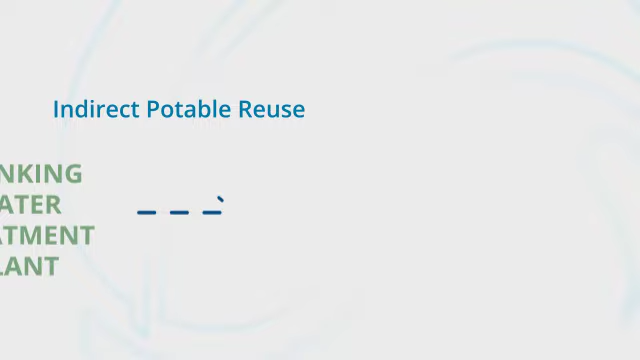 Indirect Potable Reuse
NKING
ATER
ATMENT
LANT